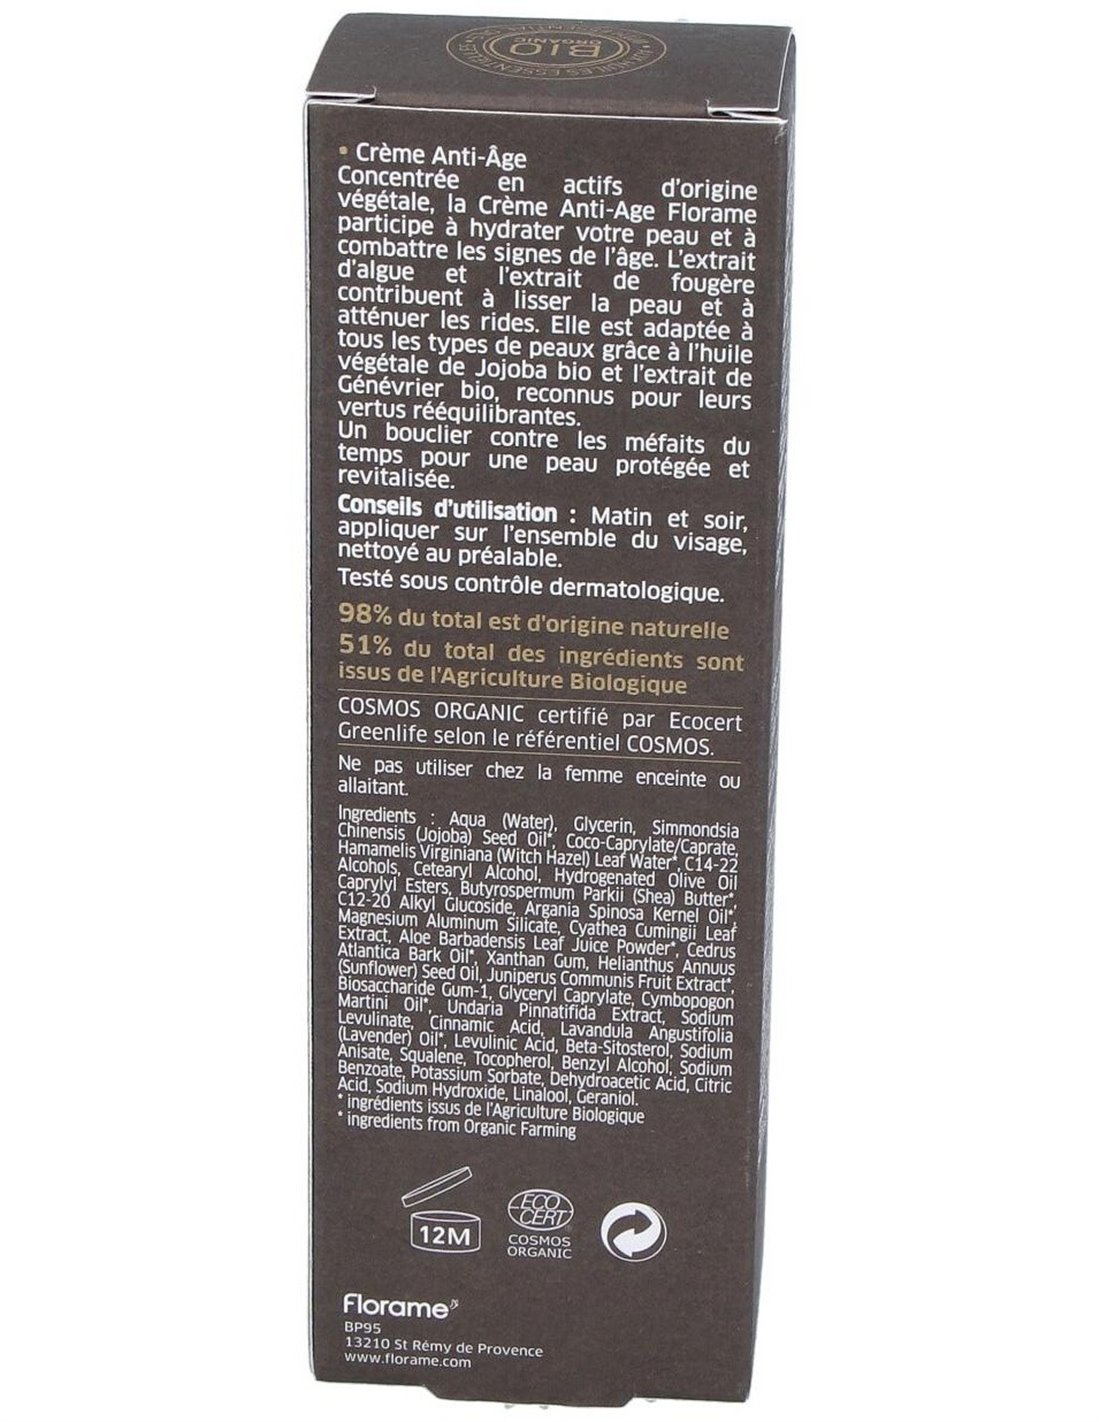 BIO
ORGANIC
• Crème Anti-Âge
Concentrée en actifs d'origine
végétale, la Crème Anti-Age Florame
participe à hydrater votre peau et à
combattre les signes de l'âge. L'extrait
d'algue et l'extrait de fougère
contribuent à lisser la peau et à
atténuer les rides. Elle est adaptée à
tous les types de peaux grâce à l'huile
végétale de Jojoba bio et l'extrait de
Génévrier bio, reconnus pour leurs
vertus rééquilibrantes.
Un bouclier contre les méfaits du
temps pour une peau protégée et
revitalisée.
Conseils d'utilisation : Matin et soir,
appliquer sur l'ensemble du visage,
nettoyé au préalable.
Testé sous contrôle dermatologique.
98% du total est d'origine naturelle
51% du total des ingrédients sont
issus de l'Agriculture Biologique
COSMOS ORGANIC certifié par Ecocert
Greenlife selon le référentiel COSMOS.
Ne pas utiliser chez la femme enceinte ou
allaitant.
Ingredients : Aqua (Water), Glycerin, Simmondsia
Chinensis (Jojoba) Seed Oil*, Coco-Caprylate/Caprate,
Hamamelis Virginiana (Witch Hazel) Leaf Water*, C14-22
Alcohols, Cetearyl Alcohol, Hydrogenated Olive Oil
Caprylyl Esters, Butyrospermum Parkii (Shea) Butter*,
C12-20 Alkyl Glucoside, Argania Spinosa Kernel Oil*,
Magnesium Aluminum Silicate, Cyathea Cumingii Leaf
Extract, Aloe Barbadensis Leaf Juice Powder*, Cedrus
Atlantica Bark Oil*, Xanthan Gum, Helianthus Annuus
(Sunflower) Seed Oil, Juniperus Communis Fruit Extract*,
Biosaccharide Gum-1, Glyceryl Caprylate, Cymbopogon
Martini Oil*, Undaria Pinnatifida Extract, Sodium
Levulinate, Cinnamic Acid, Lavandula Angustifolia
(Lavender) Oil*, Levulinic Acid, Beta-Sitosterol, Sodium
Anisate, Squalene, Tocopherol, Benzyl Alcohol, Sodium
Benzoate, Potassium Sorbate, Dehydroacetic Acid, Citric
Acid, Sodium Hydroxide, Linalool, Geraniol.
* ingrédients issus de l'Agriculture Biologique
* ingredients from Organic Farming
12M
ECO
CERT
COSMOS
ORGANIC
Florame
BP95
13210 St Rémy de Provence
www.florame.com